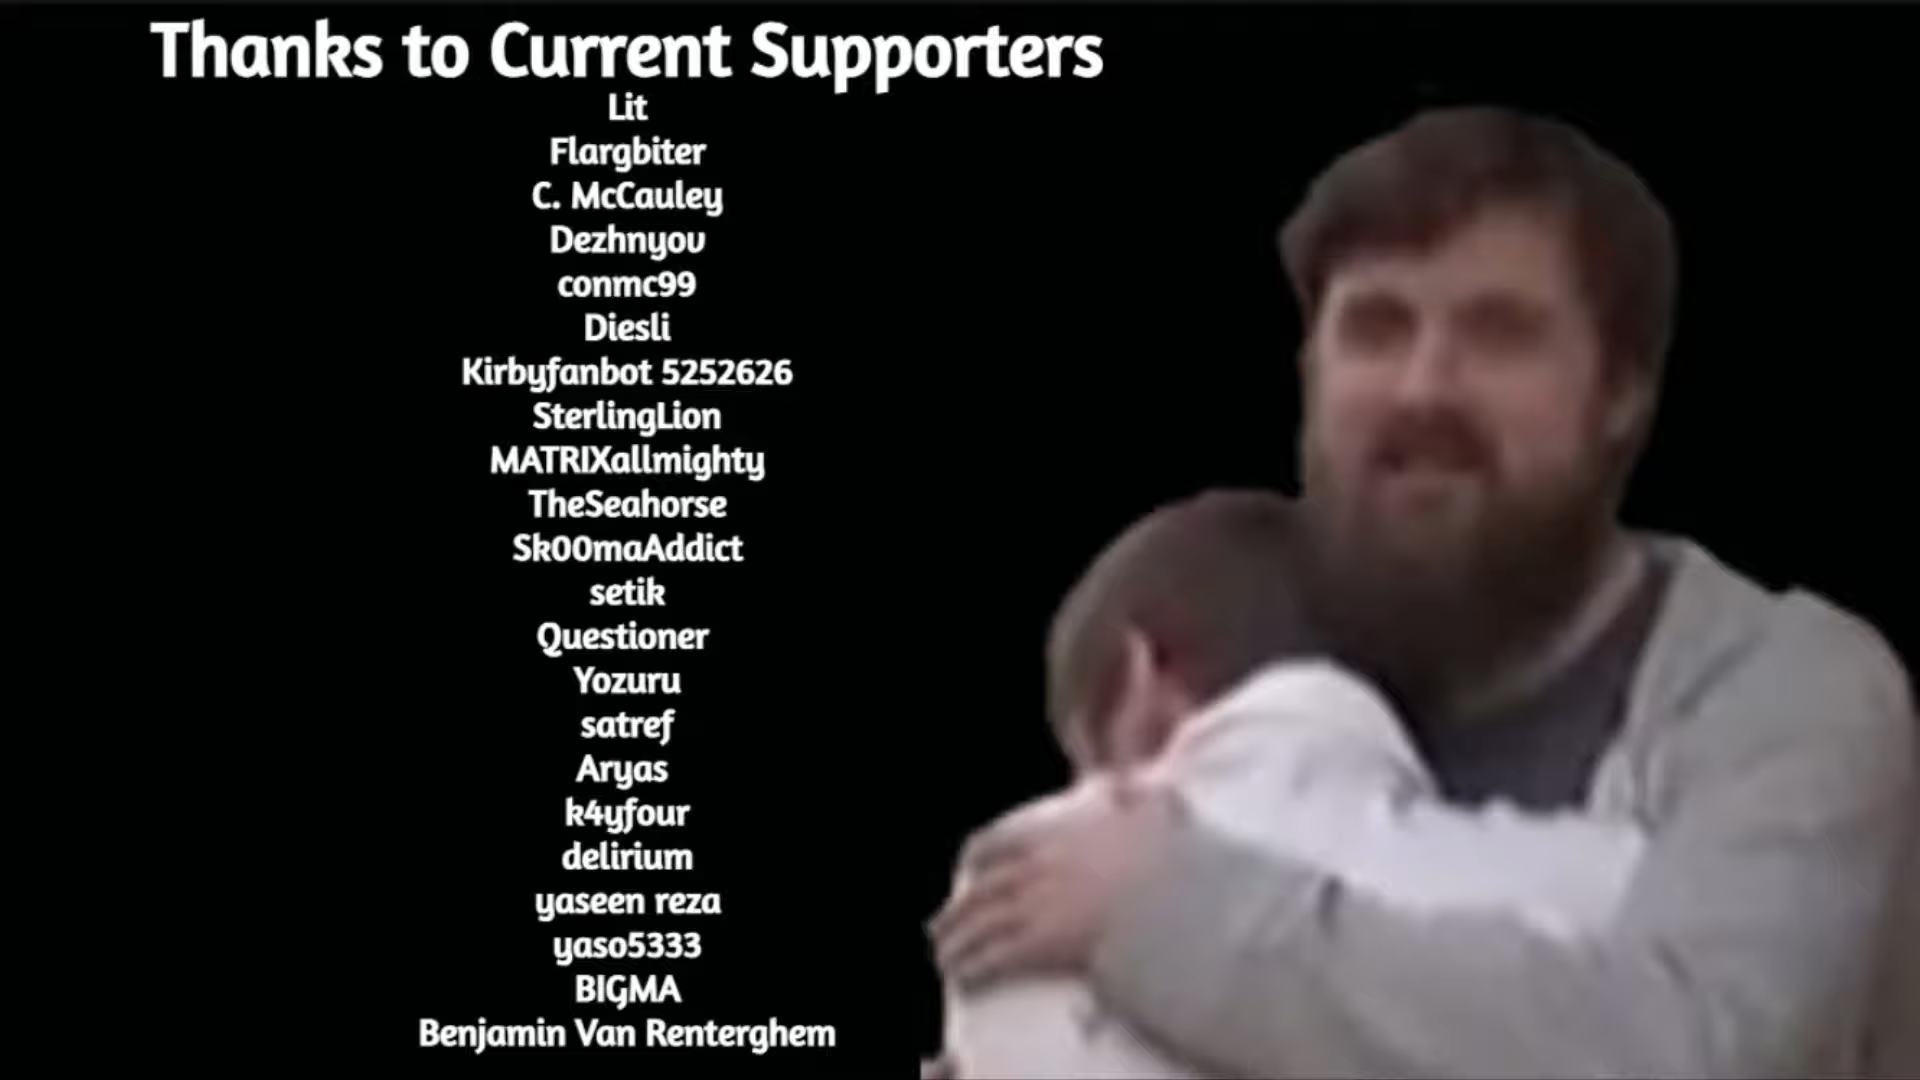 Thanks to Current Supporters
Lit
Flargbiter
C. McCauley
Dezhnyov
conmc99
Diesli
Kirbyfanbot 5252626
SterlingLion
MATRIXallmighty
TheSeahorse
Sk00maAddict
setik
Questioner
Yozuru
satref
Aryas
k4yfour
delirium
yaseen reza
yaso5333
BIGMA
Benjamin Van Renterghem